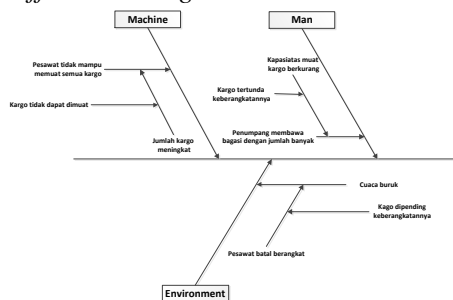 Machine
Man
Pesawat tidak mampu
memuat semua kargo
Kargo tidak dapat dimuat
Jumlah kargo
meningkat
Kapasiatas muat
kargo berkurang
Kargo tertunda
keberangkatannya
Penumpang membawa
bagasi dengan jumlah banyak
Cuaca buruk
Kago dipending
keberangkatannya
Pesawat batal berangkat
Environment